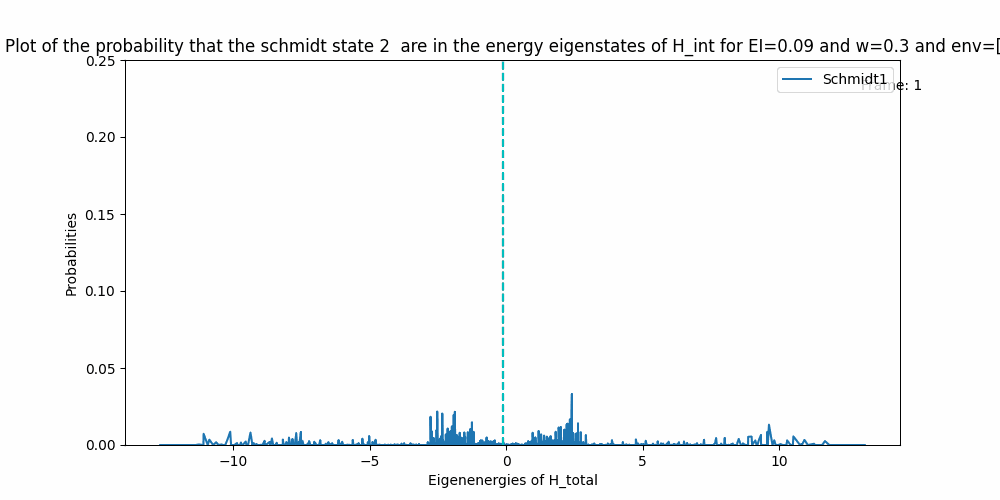 Plot of the probability that the schmidt state 2  are in the energy eigenstates of H_int for EI=0.09 and w=0.3 and env=[
Schmidt1
Frame: 1
0.25
0.20
0.15
0.10
0.05
0.00
Probabilities
−10
−5
0
5
10
Eigenenergies of H_total